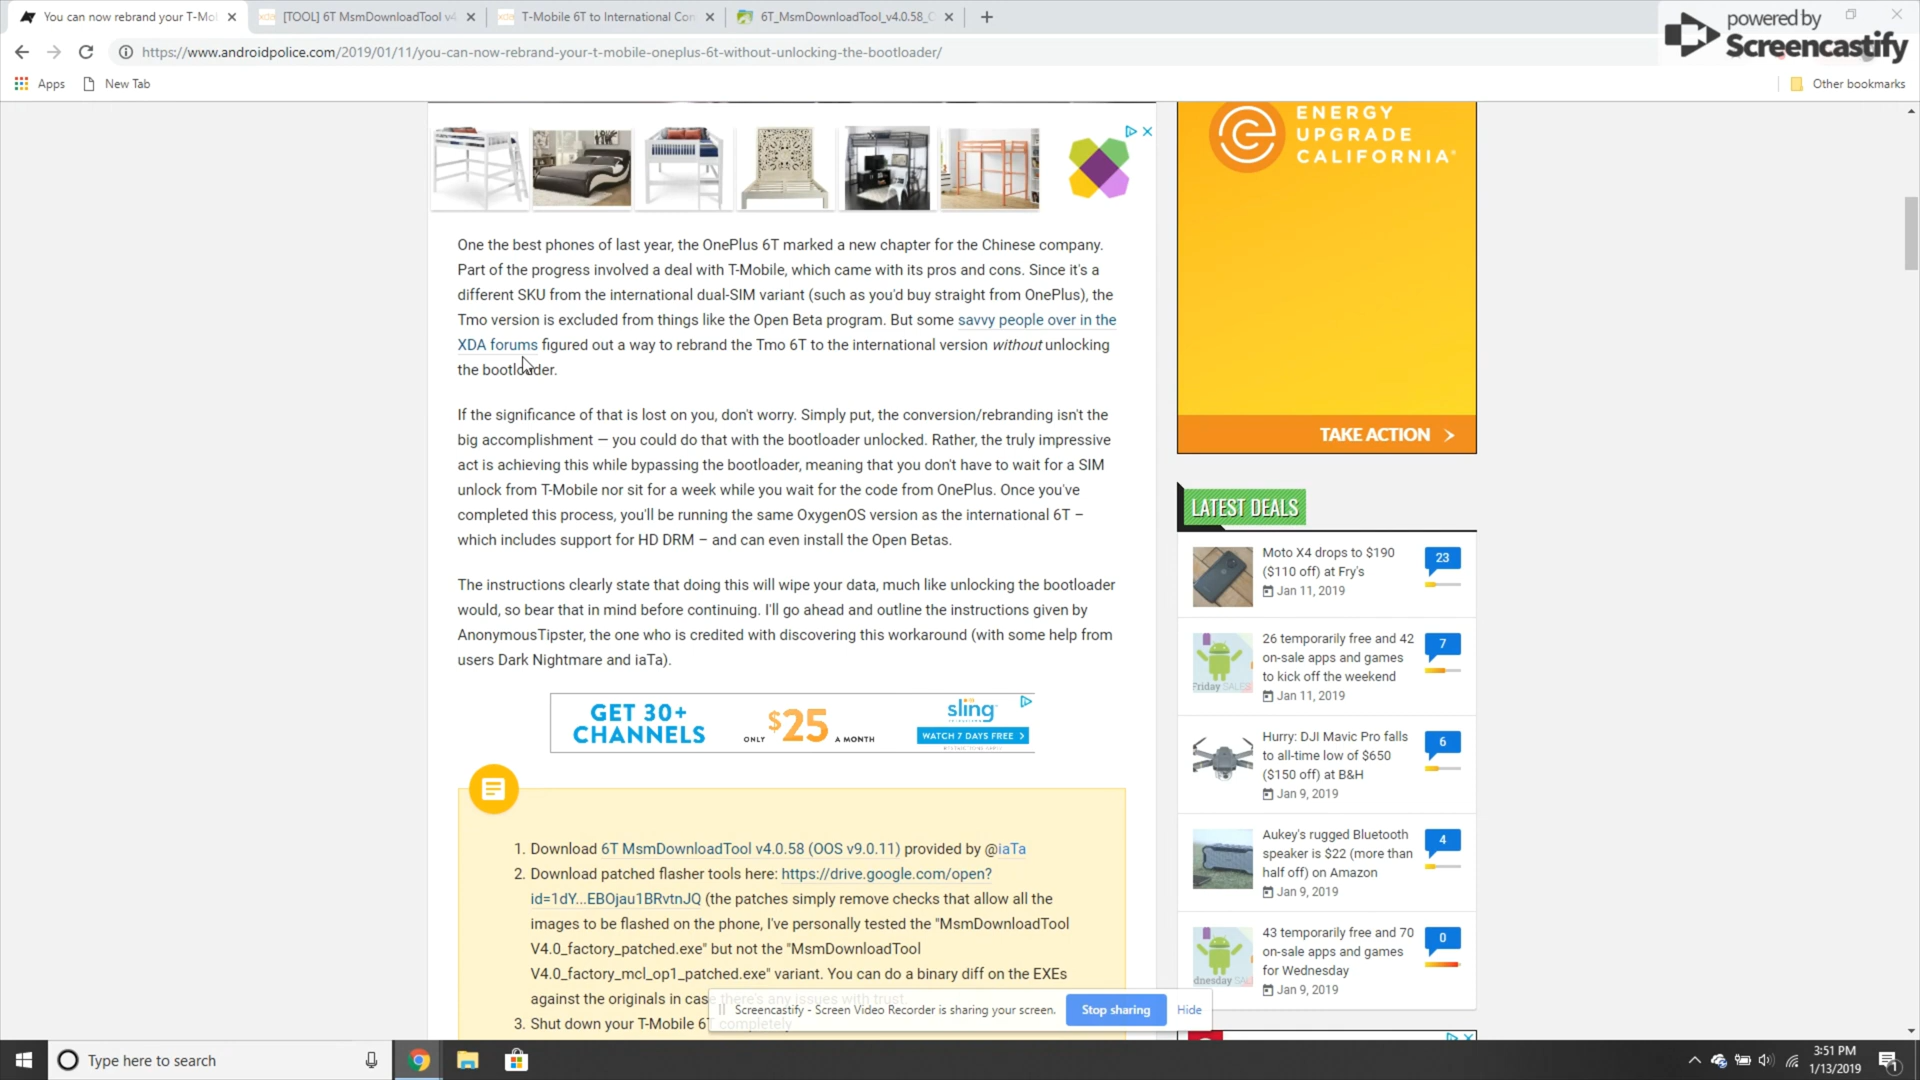 You can now rebrand your T-Mo
[TOOL] 6T MsmDownloadTool v4
T-Mobile 6T to International Con
6T_MsmDownloadTool_v4.0.58_O
powered by
Screencastify
https://www.androidpolice.com/2019/01/11/you-can-now-rebrand-your-t-mobile-oneplus-6t-without-unlocking-the-bootloader/
Apps
New Tab
Other bookmarks
ENERGY
UPGRADE
CALIFORNIA
TAKE ACTION
One the best phones of last year, the OnePlus 6T marked a new chapter for the Chinese company.
Part of the progress involved a deal with T-Mobile, which came with its pros and cons. Since it's a
different SKU from the international dual-SIM variant (such as you'd buy straight from OnePlus), the
Tmo version is excluded from things like the Open Beta program. But some savvy people over in the
XDA forums figured out a way to rebrand the Tmo 6T to the international version without unlocking
the bootloader.
If the significance of that is lost on you, don't worry. Simply put, the conversion/rebranding isn't the
big accomplishment — you could do that with the bootloader unlocked. Rather, the truly impressive
act is achieving this while bypassing the bootloader, meaning that you don't have to wait for a SIM
unlock from T-Mobile nor sit for a week while you wait for the code from OnePlus. Once you've
completed this process, you'll be running the same OxygenOS version as the international 6T –
which includes support for HD DRM – and can even install the Open Betas.
The instructions clearly state that doing this will wipe your data, much like unlocking the bootloader
would, so bear that in mind before continuing. I'll go ahead and outline the instructions given by
AnonymousTipster, the one who is credited with discovering this workaround (with some help from
users Dark Nightmare and iaTa).
GET 30+
CHANNELS
ONLY $25 A MONTH
sling
WATCH 7 DAYS FREE >
1. Download 6T MsmDownloadTool v4.0.58 (OOS v9.0.11) provided by @iaTa
2. Download patched flasher tools here: https://drive.google.com/open?
id=1dY...EBOjau1BRvtnJQ (the patches simply remove checks that allow all the
images to be flashed on the phone, I've personally tested the "MsmDownloadTool
V4.0_factory_patched.exe" but not the "MsmDownloadTool
V4.0_factory_mcl_op1_patched.exe" variant. You can do a binary diff on the EXEs
against the originals in case there's any issues with trust.
3. Shut down your T-Mobile 6T completely
LATEST DEALS
Moto X4 drops to $190
($110 off) at Fry's
Jan 11, 2019
23
26 temporarily free and 42
on-sale apps and games
to kick off the weekend
Jan 11, 2019
7
Friday SALES
Hurry: DJI Mavic Pro falls
to all-time low of $650
($150 off) at B&H
Jan 9, 2019
6
Aukey's rugged Bluetooth
speaker is $22 (more than
half off) on Amazon
Jan 9, 2019
4
43 temporarily free and 70
on-sale apps and games
for Wednesday
Jan 9, 2019
0
dnesday SA
Screencastify - Screen Video Recorder is sharing your screen.
Stop sharing
Hide
Type here to search
3:51 PM
1/13/2019
1